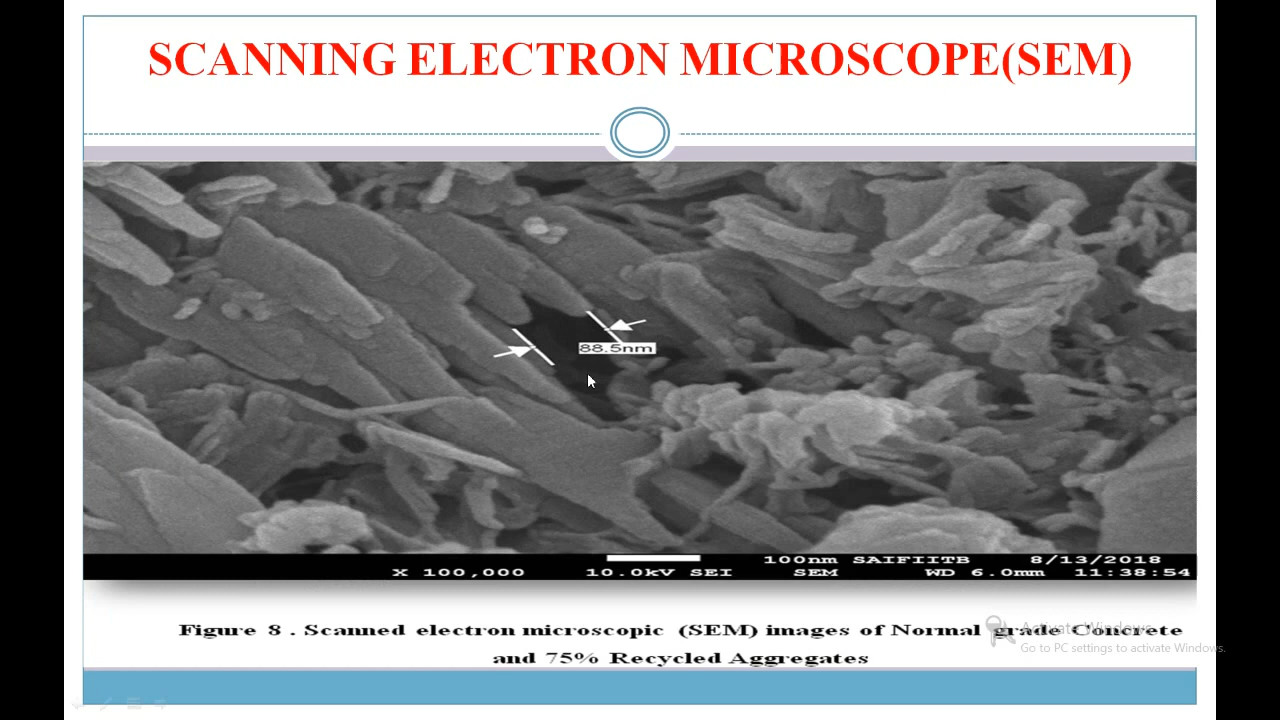 SCANNING ELECTRON MICROSCOPE(SEM)
88.5nm
100nm SAIFIITB 8/13/2018
X 100,000 10.0kV SEI SEM WD 6.0mm 11:38:54
Figure 8 . Scanned electron microscopic (SEM) images of Normal grade Concrete
and 75% Recycled Aggregates
Activate Windows
Go to PC settings to activate Windows.